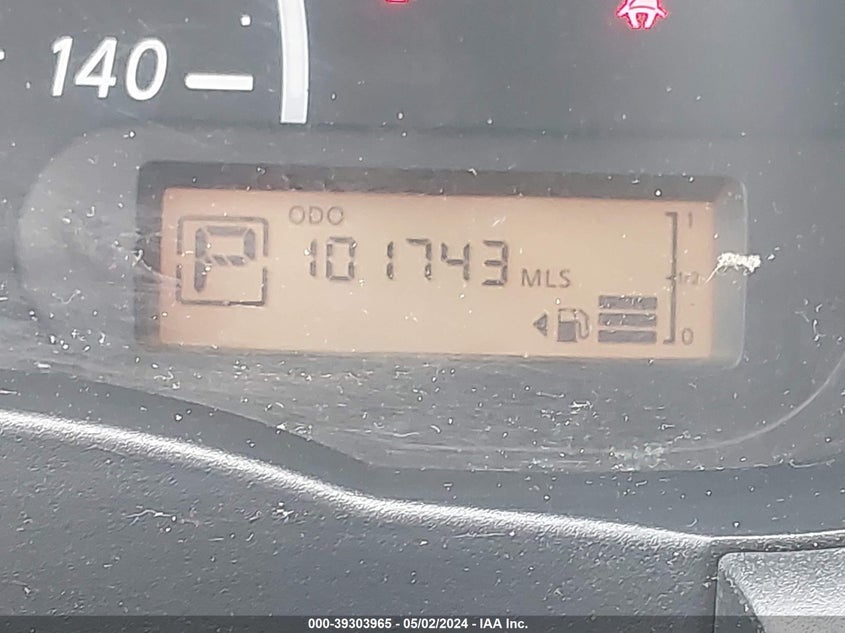 140
ODO
P
101743 MLS
1
1/2
0
000-39303965 - 05/02/2024 - IAA Inc.